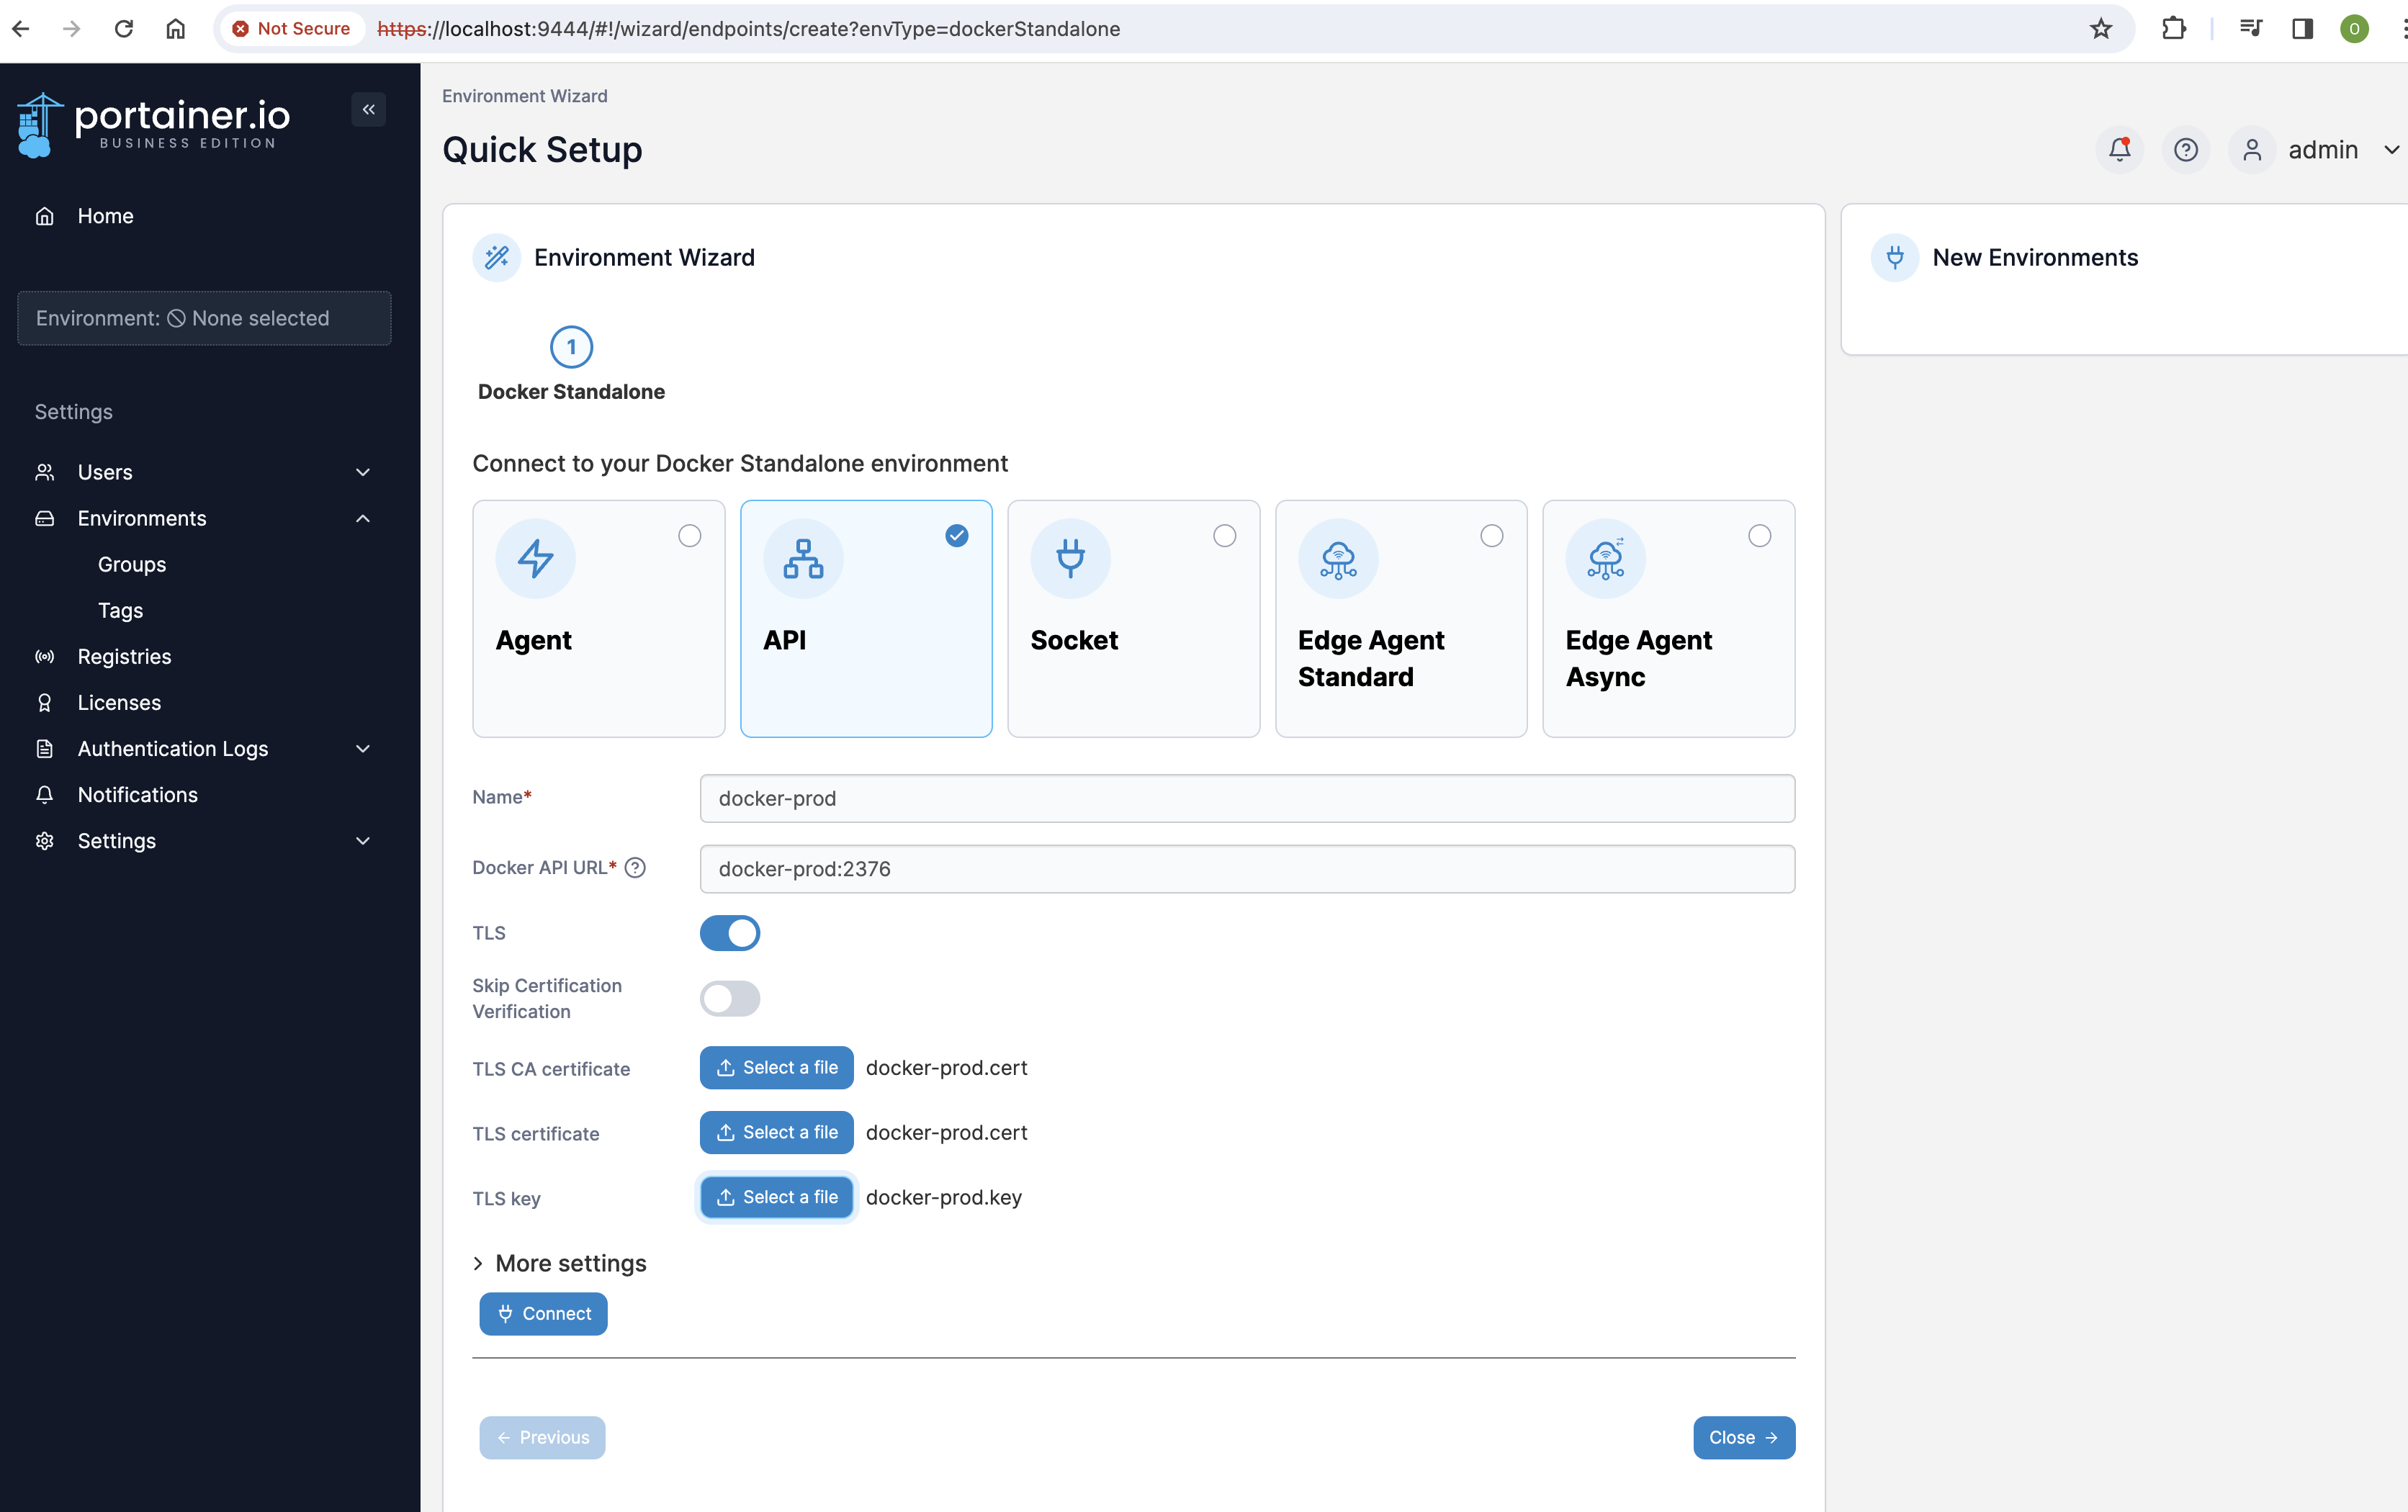 Not Secure https://localhost:9444/#!/wizard/endpoints/create?envType=dockerStandalone
O
portainer.io
BUSINESS EDITION
Home
Environment: None selected
Settings
Users
Environments
Groups
Tags
Registries
Licenses
Authentication Logs
Notifications
Settings
Environment Wizard
Quick Setup
admin
Environment Wizard
1
Docker Standalone
Connect to your Docker Standalone environment
Agent
API
Socket
Edge Agent
Standard
Edge Agent
Async
Name*
docker-prod
Docker API URL*
docker-prod:2376
TLS
Skip Certification
Verification
TLS CA certificate
Select a file docker-prod.cert
TLS certificate
Select a file docker-prod.cert
TLS key
Select a file docker-prod.key
More settings
Connect
Previous
Close
New Environments